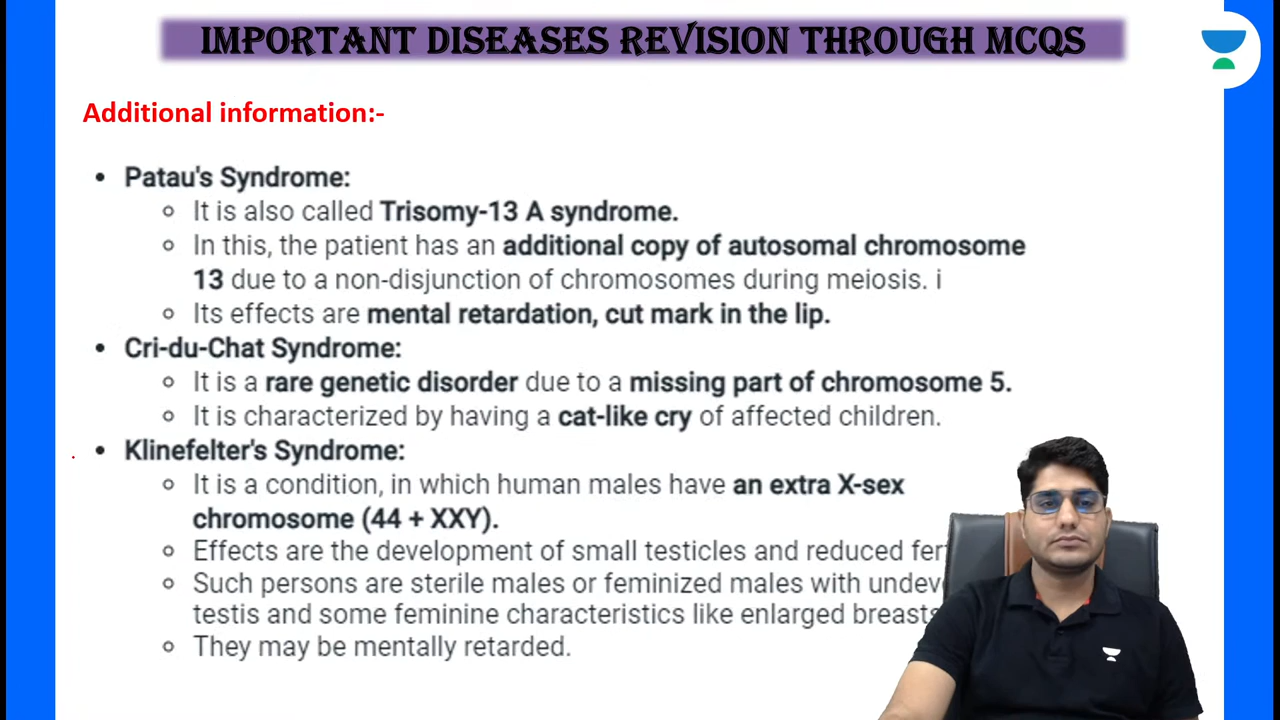 IMPORTANT DISEASES REVISION THROUGH MCQS
Additional information:-
• Patau's Syndrome:
○ It is also called Trisomy-13 A syndrome.
○ In this, the patient has an additional copy of autosomal chromosome
13 due to a non-disjunction of chromosomes during meiosis. i
○ Its effects are mental retardation, cut mark in the lip.
• Cri-du-Chat Syndrome:
○ It is a rare genetic disorder due to a missing part of chromosome 5.
○ It is characterized by having a cat-like cry of affected children.
• Klinefelter's Syndrome:
○ It is a condition, in which human males have an extra X-sex
chromosome (44 + XXY).
○ Effects are the development of small testicles and reduced
○ Such persons are sterile males or feminized males with
testis and some feminine characteristics like enlarged breasts
○ They may be mentally retarded.